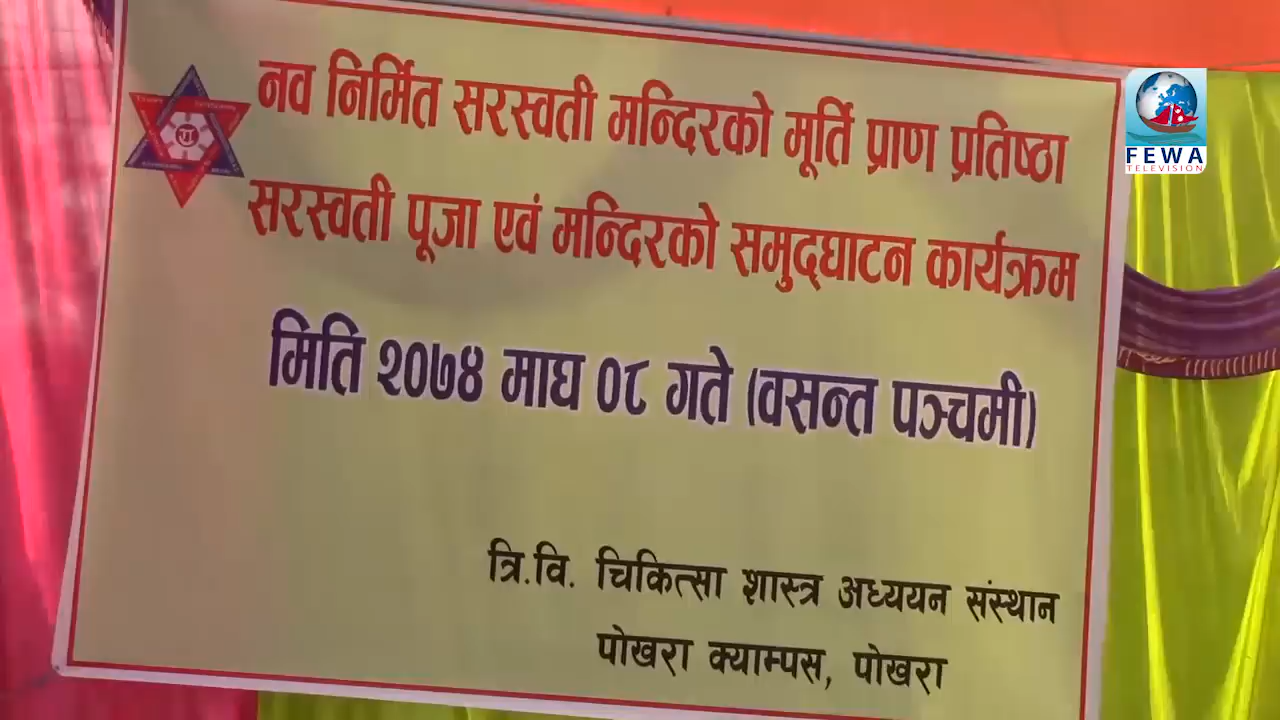 नव निर्मित सरस्वती मन्दिरको मूर्ति प्राण प्रतिष्ठा
सरस्वती पूजा एवं मन्दिरको समुद्घाटन कार्यक्रम
मिति २०७४ माघ ०८ गते (वसन्त पञ्चमी)
त्रि.वि. चिकित्सा शास्त्र अध्ययन संस्थान
पोखरा क्याम्पस, पोखरा
FEWA
TELEVISION